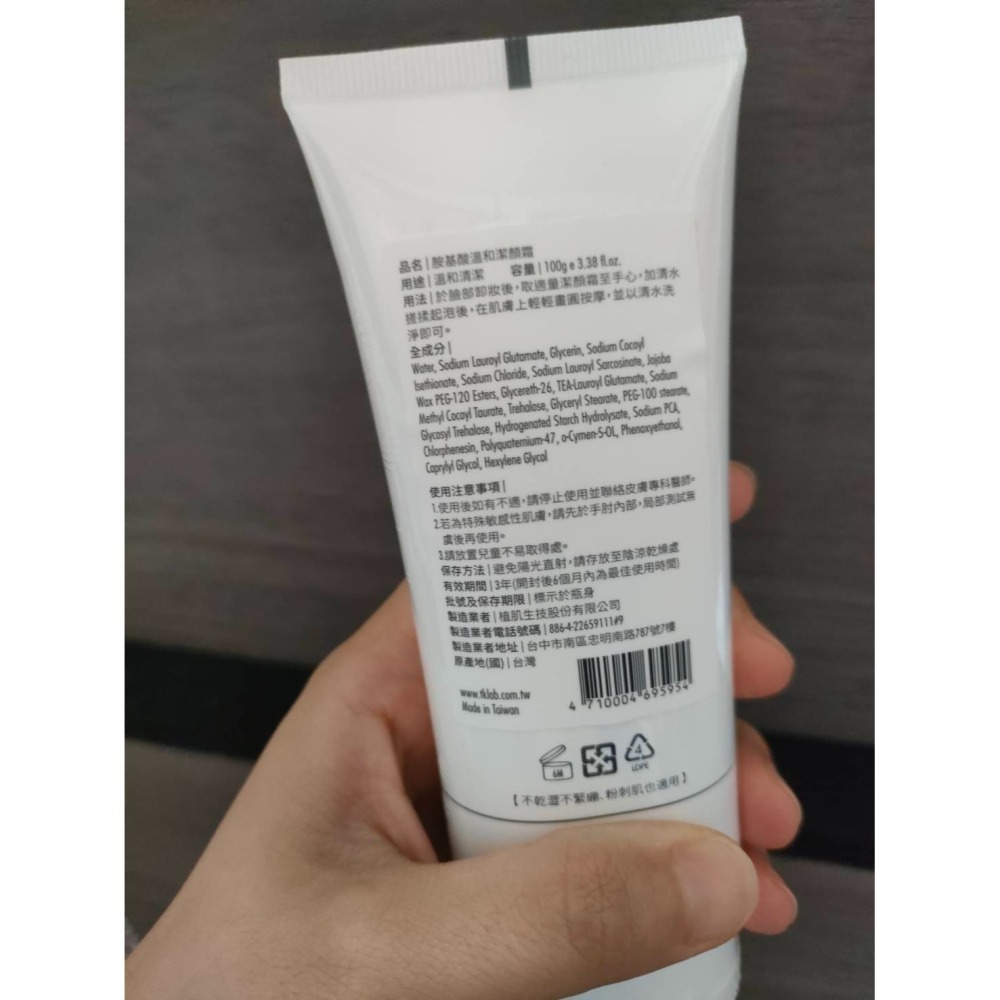 品名|胺基酸溫和潔顏霜
用途|溫和清潔 容量|100g e 3.38 fl.oz.
用法|於臉部卸妝後,取適量潔顏霜至手心,加清水
搓揉起泡後,在肌膚上輕輕畫圓按摩,並以清水洗
淨即可。
全成分|
Water, Sodium Lauroyl Glutamate, Glycerin, Sodium Cocoyl
Isethionate, Sodium Chloride, Sodium Lauroyl Sarcosinate, Jojoba
Wax PEG-120 Esters, Glycereth-26, TEA-Lauroyl Glutamate, Sodium
Methyl Cocoyl Taurate, Trehalose, Glyceryl Stearate, PEG-100 stearate,
Glycosyl Trehalose, Hydrogenated Starch Hydrolysate, Sodium PCA,
Chlorphenesin, Polyquaternium-47, o-Cymen-5-OL, Phenoxyethanol,
Caprylyl Glycol, Hexylene Glycol
使用注意事項|
1.使用後如有不適,請停止使用並聯絡皮膚專科醫師。
2.若為特殊敏感性肌膚,請先於手肘內部,局部測試無
虞後再使用。
3.請放置兒童不易取得處。
保存方法|避免陽光直射,請存放至陰涼乾燥處
有效期間|3年(開封後6個月內為最佳使用時間)
批號及保存期限|標示於瓶身
製造業者|植肌生技股份有限公司
製造業者電話號碼|886-4-22659111#9
製造業者地址|台中市南區忠明南路787號7樓
原產地(國)|台灣
www.tklab.com.tw
Made in Taiwan
4 710004 695954
6M
4
LDPE
【不乾澀不緊繃、粉刺肌也適用】